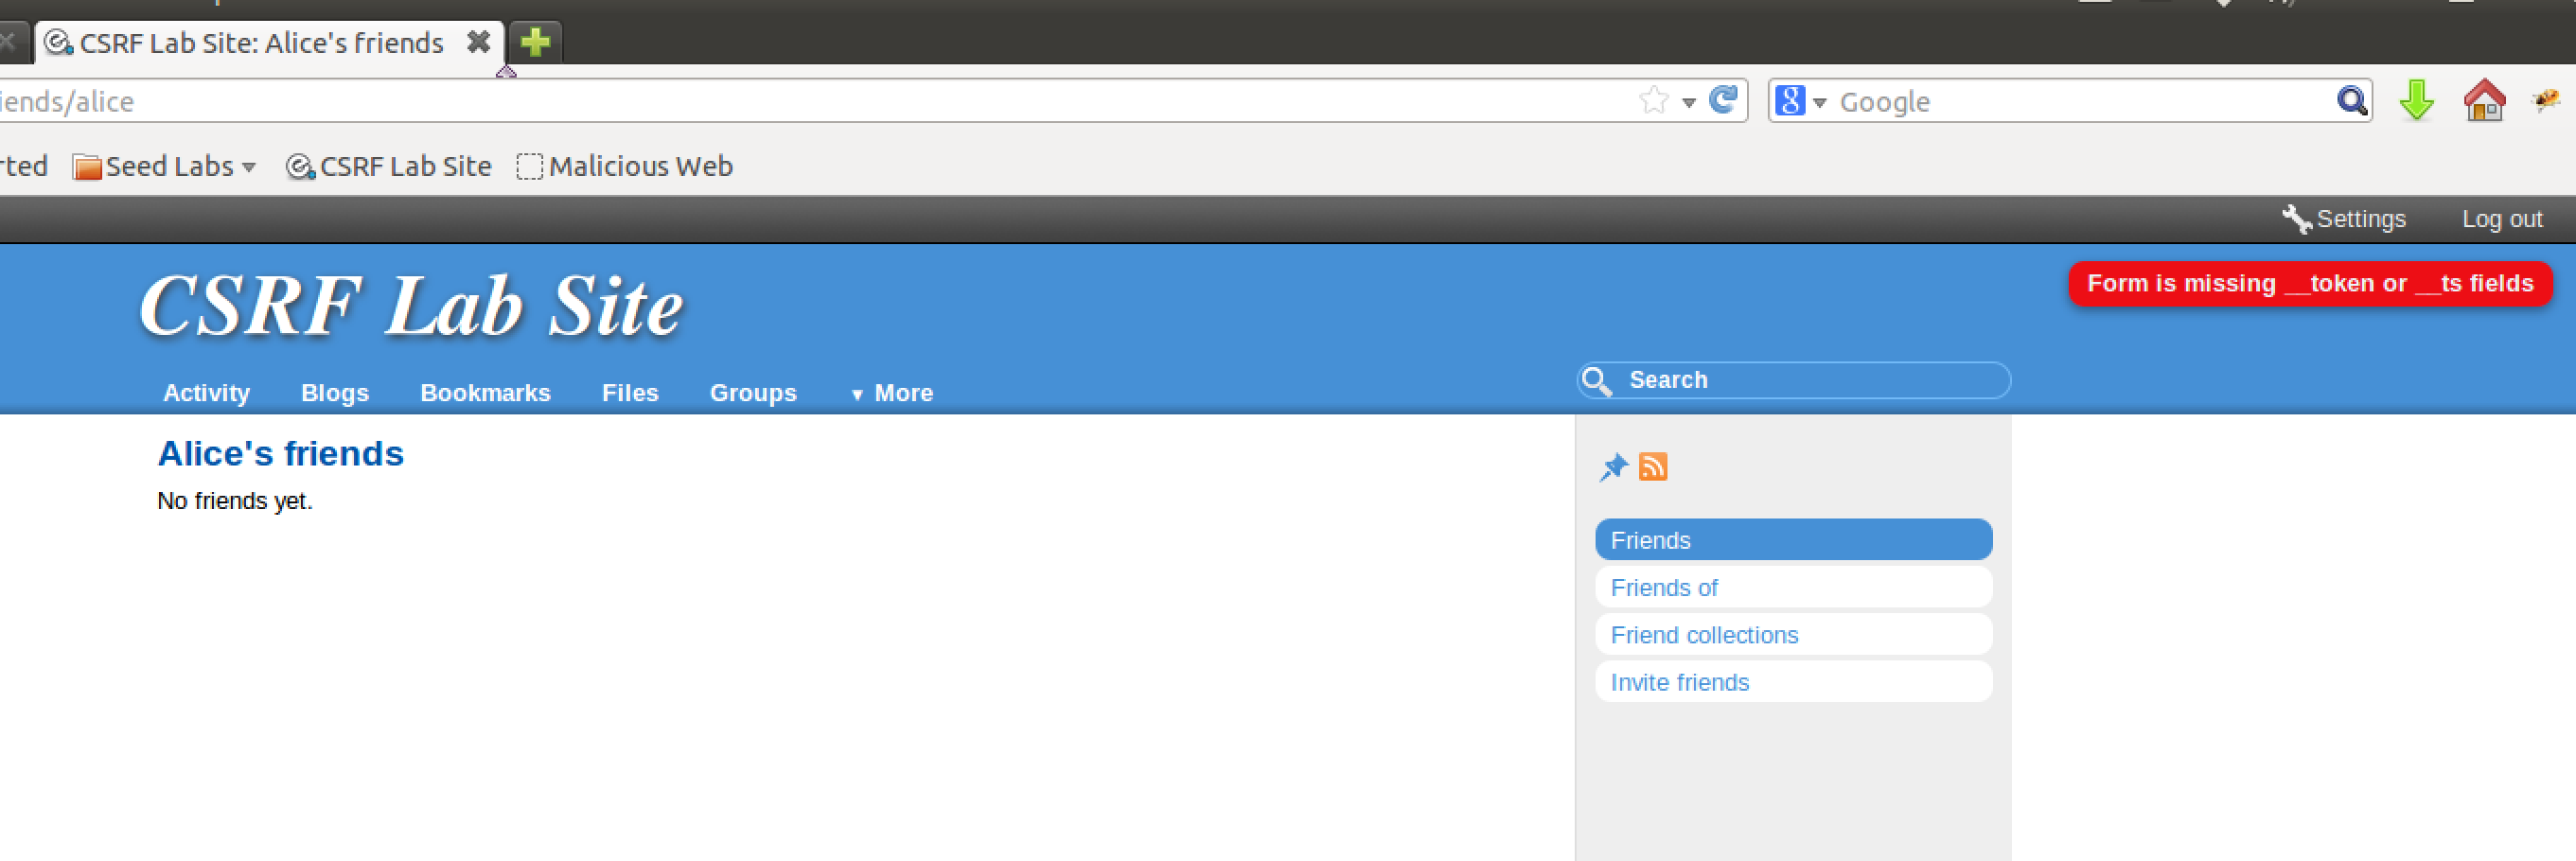 CSRF Lab Site: Alice's friends
iends/alice
Google
rted Seed Labs CSRF Lab Site Malicious Web
Settings Log out
CSRF Lab Site
Form is missing __token or __ts fields
Activity Blogs Bookmarks Files Groups More
Search
Alice's friends
No friends yet.
Friends
Friends of
Friend collections
Invite friends